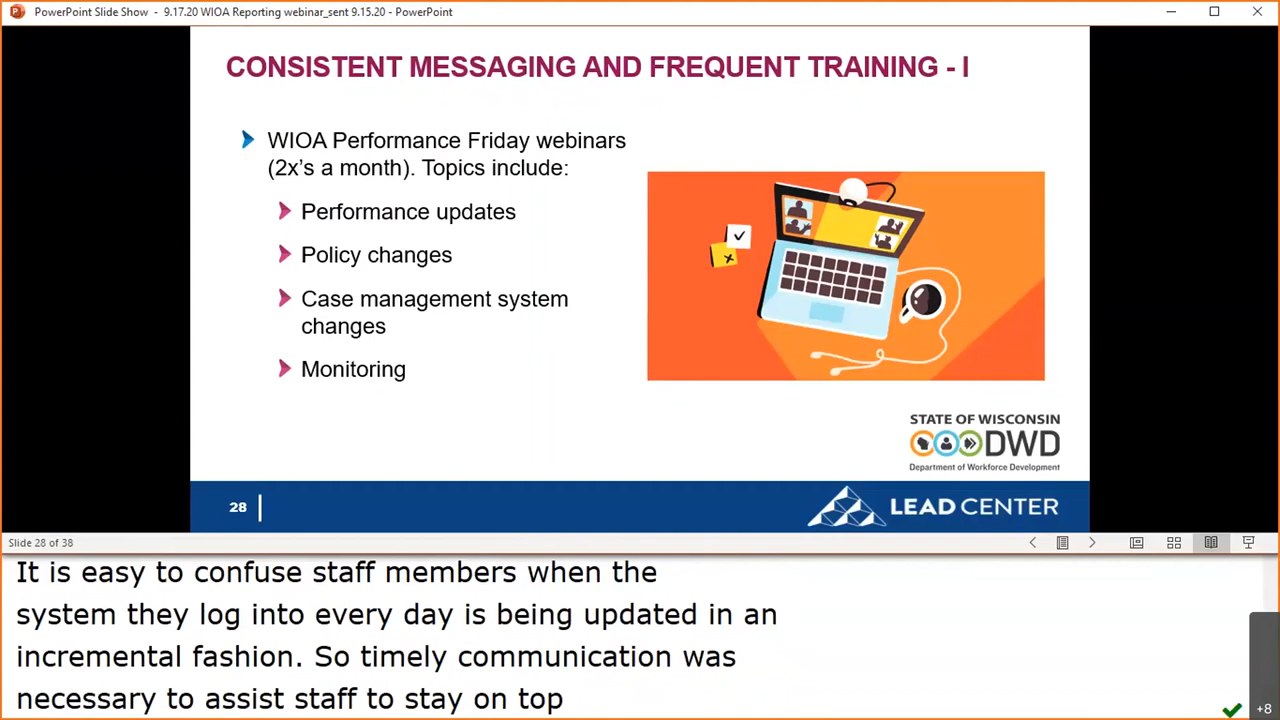 PowerPoint Slide Show - 9.17.20 WIOA Reporting webinar_sent 9.15.20 - PowerPoint
CONSISTENT MESSAGING AND FREQUENT TRAINING - I
WIOA Performance Friday webinars
(2x’s a month). Topics include:
Performance updates
Policy changes
Case management system
changes
Monitoring
STATE OF WISCONSIN
DWD
Department of Workforce Development
28
LEAD CENTER
Slide 28 of 38
It is easy to confuse staff members when the
system they log into every day is being updated in an
incremental fashion. So timely communication was
necessary to assist staff to stay on top
+8